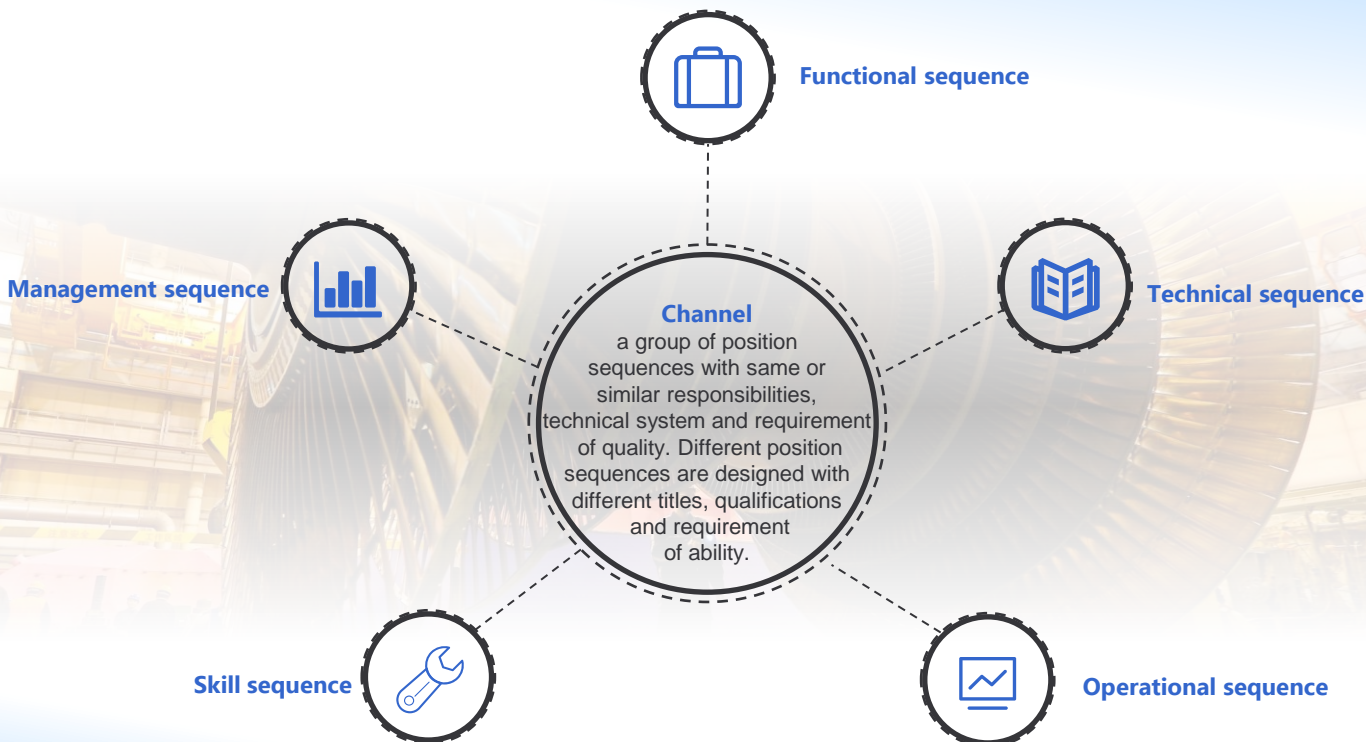 Functional sequence
Management sequence
Technical sequence
Channel
a group of position
sequences with same or
similar responsibilities,
technical system and requirement
of quality. Different position
sequences are designed with
different titles, qualifications
and requirement
of ability.
Skill sequence
Operational sequence